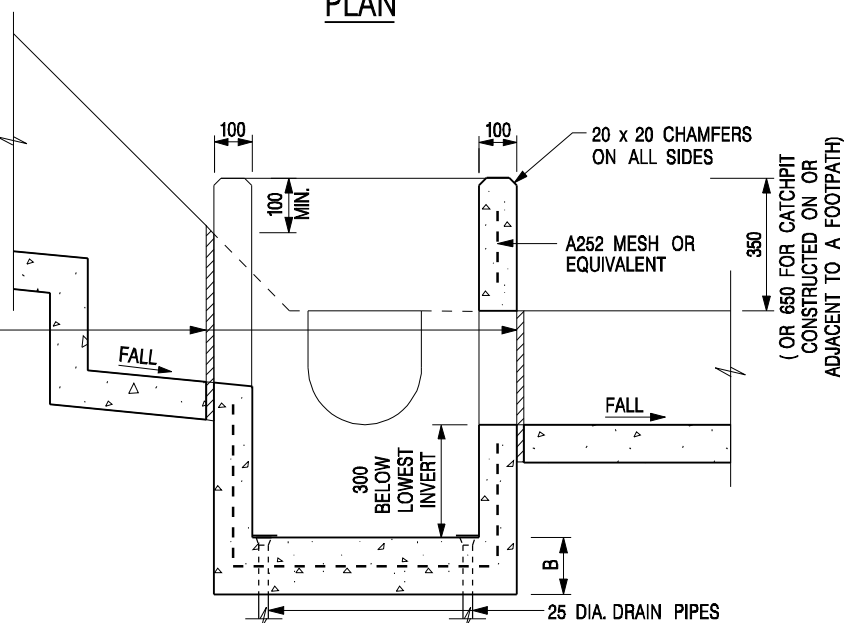 PLAN
100
100
20 x 20 CHAMFERS
ON ALL SIDES
100
MIN.
A252 MESH OR
EQUIVALENT
350
( OR 650 FOR CATCHPIT
CONSTRUCTED ON OR
ADJACENT TO A FOOTPATH)
FALL
FALL
300
BELOW
LOWEST
INVERT
B
25 DIA. DRAIN PIPES